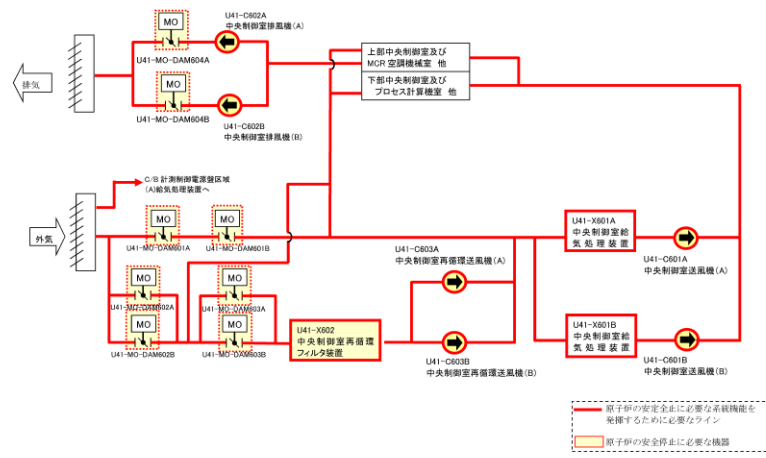 MO
U41-C602A
中央制御室排風機(A)
U41-MO-DAM604A
排気
MO
U41-MO-DAM604B
U41-C602B
中央制御室排風機(B)
上部中央制御室及び
MCR 空調機械室 他
下部中央制御室及び
プロセス計算機室 他
C/B 計測制御電源盤区域
(A)給気処理装置へ
外気
MO
U41-MO-DAM601A
MO
U41-MO-DAM601B
MO
U41-MO-DAM602A
MO
U41-MO-DAM602B
MO
U41-MO-DAM603A
MO
U41-MO-DAM603B
U41-X602
中央制御室再循環
フィルタ装置
U41-C603A
中央制御室再循環送風機(A)
U41-C603B
中央制御室再循環送風機(B)
U41-X601A
中央制御室給
気処理装置
U41-C601A
中央制御室送風機(A)
U41-X601B
中央制御室給
気処理装置
U41-C601B
中央制御室送風機(B)
原子炉の安定全止に必要な系統機能を
発揮するために必要なライン
原子炉の安全停止に必要な機器